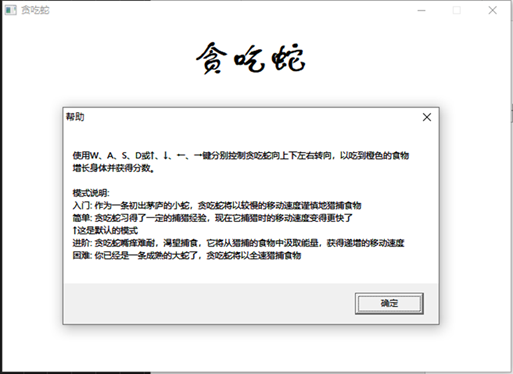 贪吃蛇
贪吃蛇
帮助
使用W、A、S、D或↑、↓、←、→键分别控制贪吃蛇向上下左右转向，以吃到橙色的食物
增长身体并获得分数。
模式说明:
入门: 作为一条初出茅庐的小蛇，贪吃蛇将以较慢的移动速度谨慎地猎捕食物
简单: 贪吃蛇习得了一定的捕猎经验，现在它捕猎时的移动速度变得更快了
↑这是默认的模式
进阶: 贪吃蛇嘴痒难耐，渴望捕食，它将从猎捕的食物中汲取能量，获得递增的移动速度
困难: 你已经是一条成熟的大蛇了，贪吃蛇将以全速猎捕食物
确定